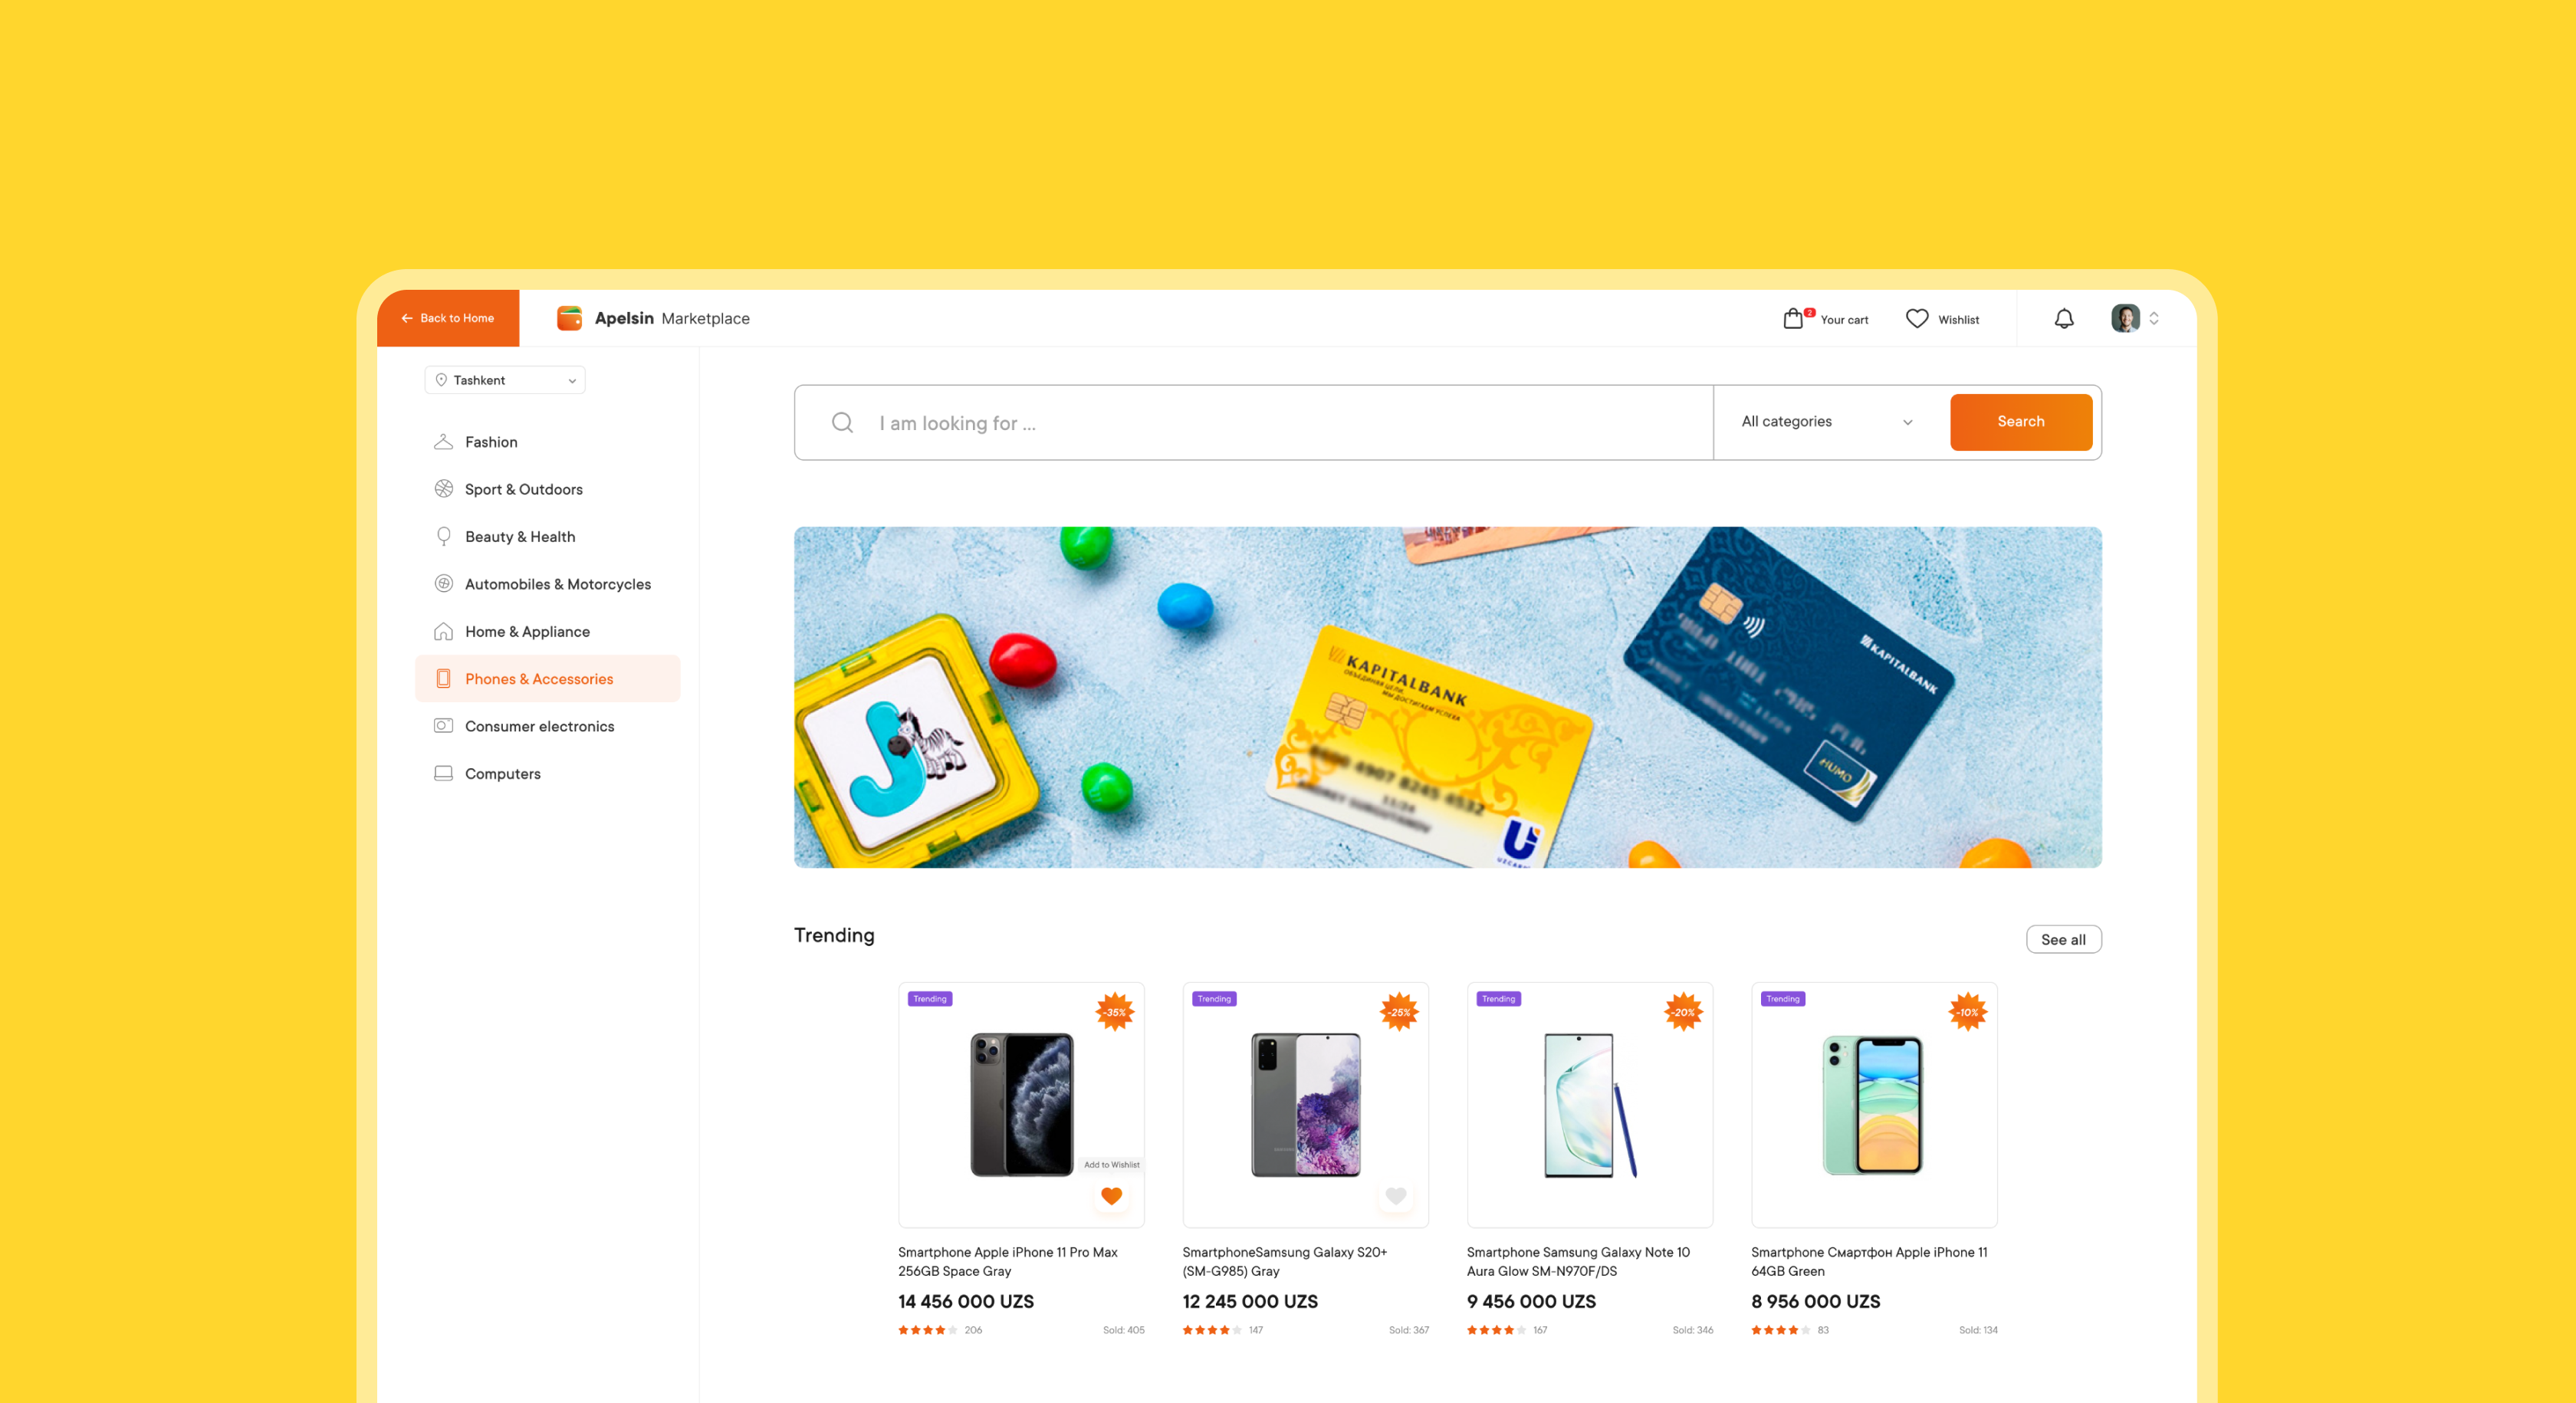 Back to Home
Apelsin Marketplace
2
Your cart
Wishlist
Tashkent
I am looking for ...
All categories
Search
Fashion
Sport & Outdoors
Beauty & Health
Automobiles & Motorcycles
Home & Appliance
Phones & Accessories
Consumer electronics
Computers
J
KAPITALBANK
ОБЪЕДИНЯЯ ЦЕЛИ,
МЫ ДОСТИГАЕМ УСПЕХА
KAPITALBANK
HUMO
Trending
See all
Trending
-35%
Add to Wishlist
Smartphone Apple iPhone 11 Pro Max
256GB Space Gray
14 456 000 UZS
206
Sold: 405
Trending
-25%
SmartphoneSamsung Galaxy S20+
(SM-G985) Gray
12 245 000 UZS
147
Sold: 367
Trending
-20%
Smartphone Samsung Galaxy Note 10
Aura Glow SM-N970F/DS
9 456 000 UZS
167
Sold: 346
Trending
-10%
Smartphone Смартфон Apple iPhone 11
64GB Green
8 956 000 UZS
83
Sold: 134